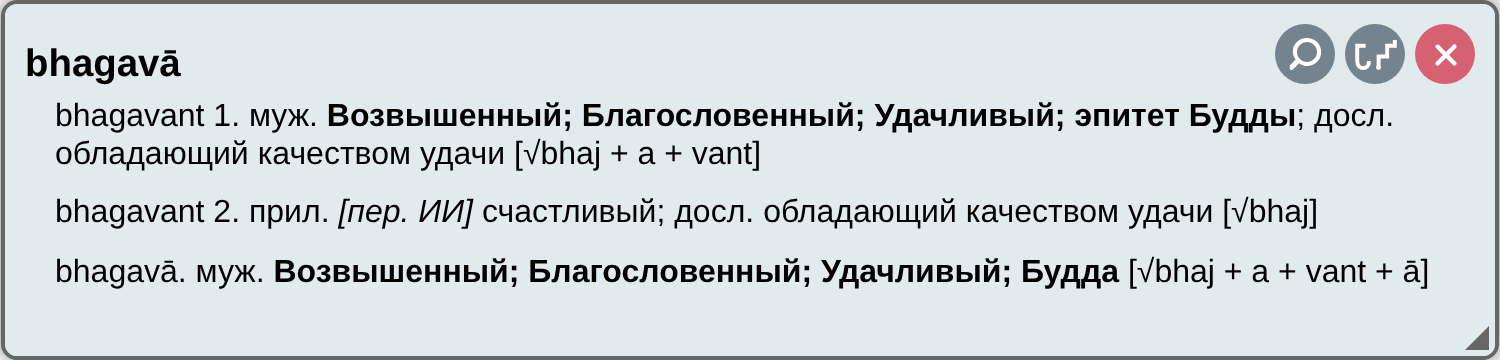 bhagavā
bhagavant 1. муж. Возвышенный; Благословенный; Удачливый; эпитет Будды; досл.
обладающий качеством удачи [√bhaj + a + vant]
bhagavant 2. прил. [пер. ИИ] счастливый; досл. обладающий качеством удачи [√bhaj]
bhagavā. муж. Возвышенный; Благословенный; Удачливый; Будда [√bhaj + a + vant + ā]